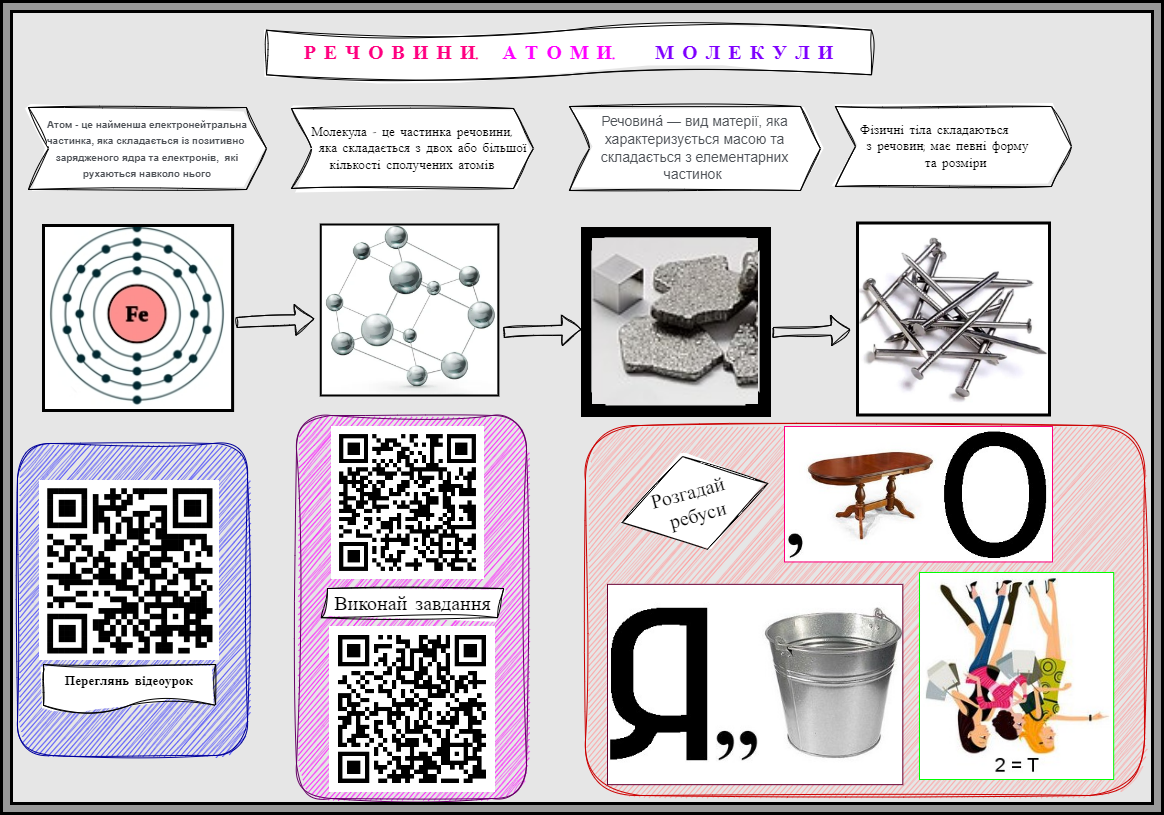 РЕЧОВИНИ. АТОМИ. МОЛЕКУЛИ
Атом - це найменша електронейтральна
частинка, яка складається із позитивно
зарядженого ядра та електронів, які
рухаються навколо нього
Молекула - це частинка речовини,
яка складається з двох або більшої
кількості сполучених атомів
Речовина́ — вид матерії, яка
характеризується масою та
складається з елементарних
частинок
Фізичні тіла складаються
з речовин, має певні форму
та розміри
Fe
Переглянь відеоурок
Виконай завдання
Розгадай
ребуси
, О
Я ,,
2 = Т